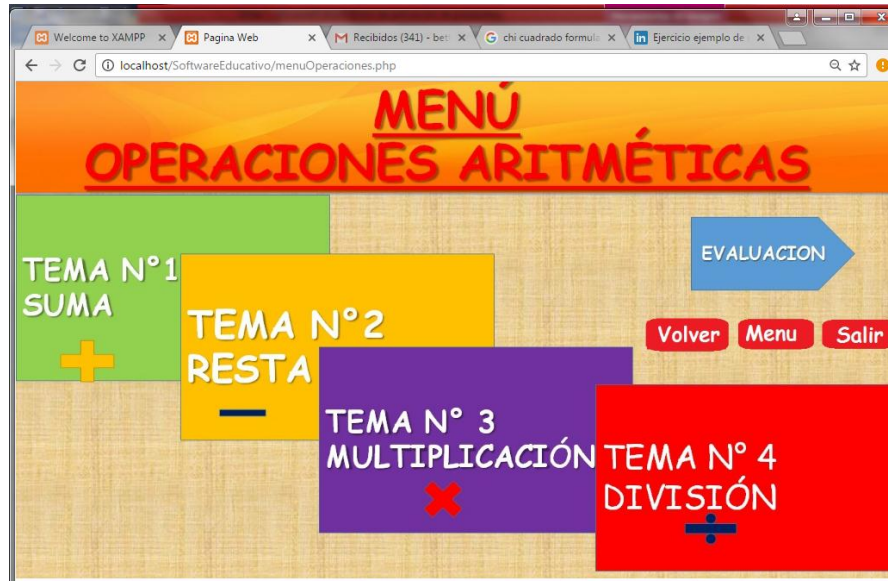 Welcome to XAMPP
Pagina Web
Recibidos (341) - bet
chi cuadrado formula
Ejercicio ejemplo de
localhost/SoftwareEducativo/menuOperaciones.php
MENÚ
OPERACIONES ARITMÉTICAS
TEMA N°1
SUMA
EVALUACION
TEMA N°2
RESTA
Volver
Menu
Salir
TEMA N° 3
MULTIPLICACIÓN
TEMA N° 4
DIVISIÓN